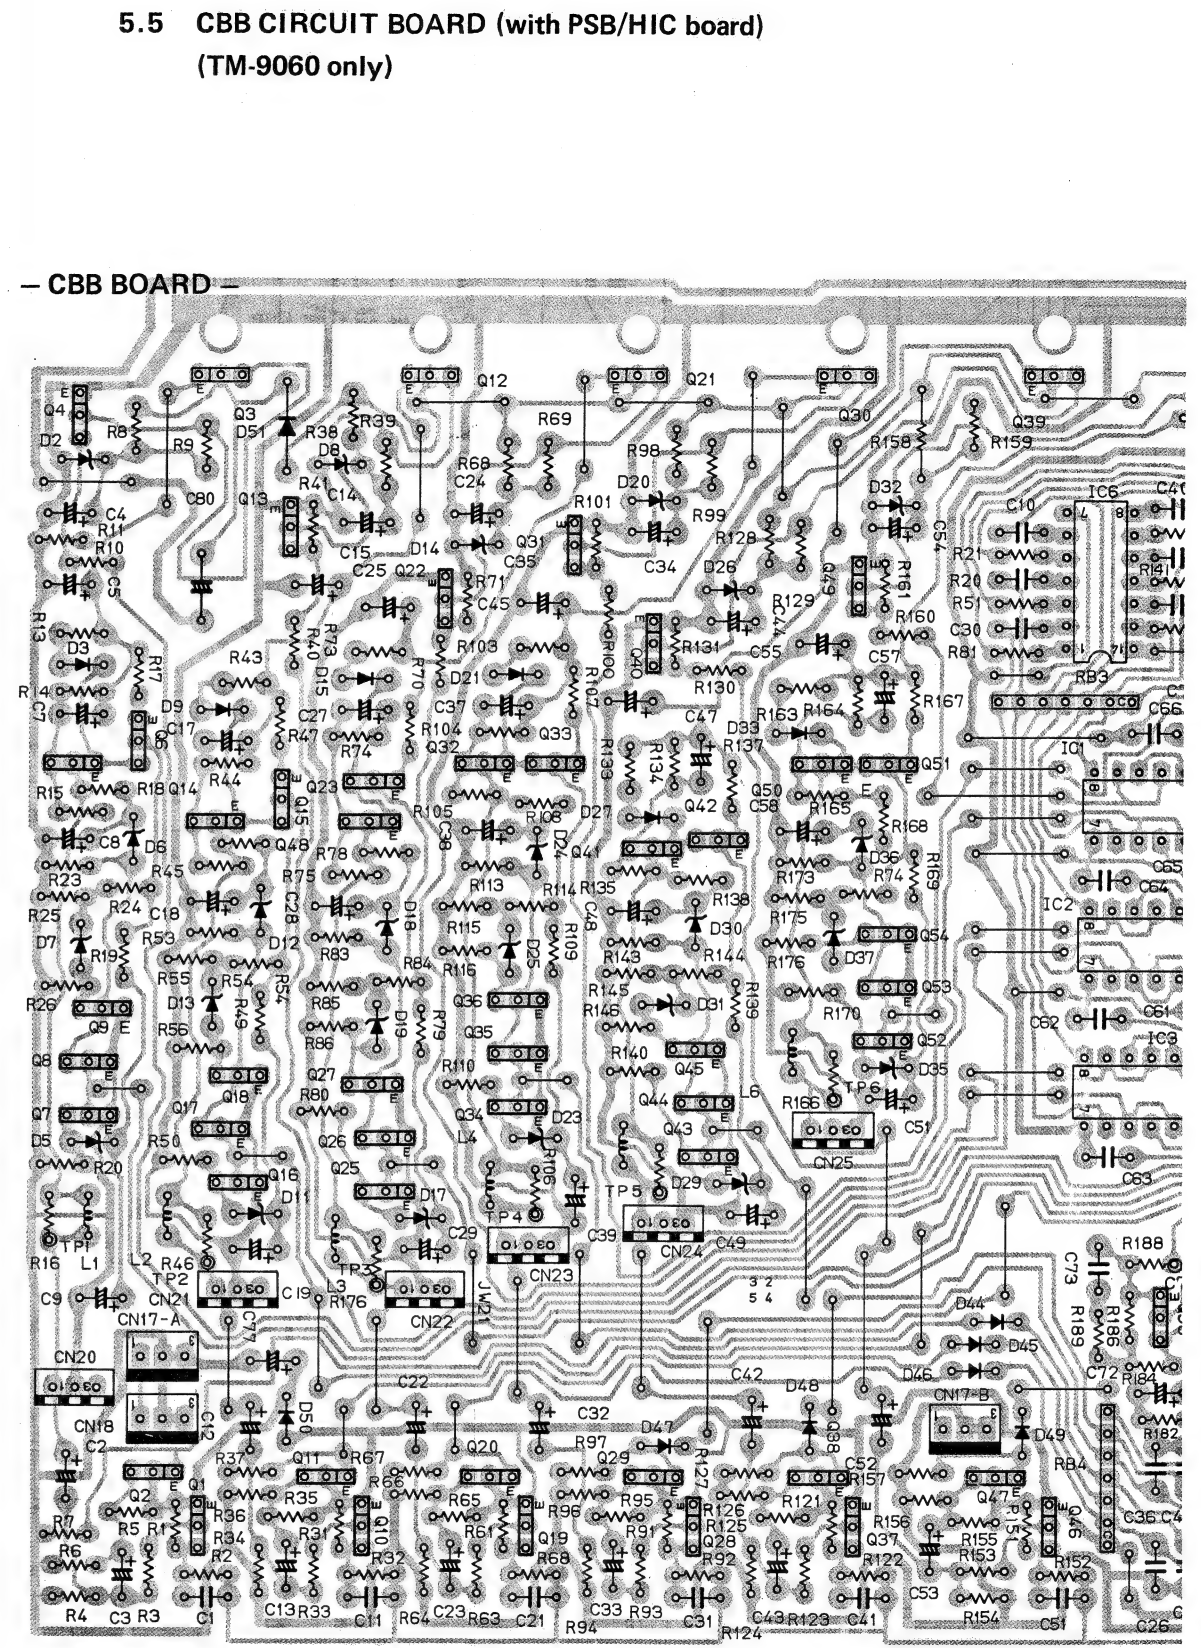 5.5 CBB CIRCUIT BOARD (with PSB/HIC board)
(TM-9060 only)
— CBB BOARD —
E Q4 D2 R8 R9 Q3 D51 R38 D8 R39 Q12 R69 Q21 R98 Q30 R158 R159 Q39
C80 Q13 R41 C14 R68 C24 R101 D20 R99 D32 C10 IC6
C4 R11 R10 C5 C15 D14 C25 Q22 Q31 C35 C34 R128 D26 Q49 R161 C54 R21 R20 R51 C30 R81 R141
R13 D3 R14 C7 R17 Q6 R43 R40 R73 D15 R70 R71 C45 R103 D21 R100 Q40 R131 R130 R129 C44 C55 R160 C57 RB3
D9 C17 R47 C27 R74 C37 R104 Q32 Q33 R107 R133 R134 C47 D33 R137 R163 R164 R167 C66 IC1
R15 R18 Q14 R44 Q15 Q23 R105 R108 D27 Q42 Q50 C58 R165 Q51
C8 D6 R45 Q48 R78 C38 D24 Q41 R168 D36
R23 R24 R75 R113 R114 R135 R138 R173 R74 R169 C65 C64
R25 D7 R19 C18 R53 C28 D12 R83 D18 R115 D25 R109 C48 R143 D30 R175 D37 Q54 IC2
R26 R55 R54 R84 R116 R144 R176
Q9 D13 R49 R54 R85 D19 R79 Q36 R145 R146 D31 R139 R170 Q53 C62 C61
R56 R86 Q35 R140 Q52 IC3
Q8 Q18 Q27 R110 Q45 D35
Q7 Q17 R80 Q34 D23 Q44 L6 R166 TP6 C51
D5 R50 Q26 L4 Q43 CN25 C63
R20 Q16 Q25 R106 D29
D11 D17 TP4 TP5
R16 TP1 L1 L2 R46 C29 CN23 C39 CN24 C49 R188
TP2 CN21 C19 L3 TP3 R176 CN22 JW21 C73
C9 CN17-A C77 3 2 5 4 D44 R189 R186
CN20 D45 D46
CN18 C12 D50 C22 C32 C42 D48 CN17-B C72 R184
C2 R37 Q11 R67 Q20 R97 Q29 D47 R127 Q38 C52 R157 D49 RB4 R182
Q2 Q1 R36 R35 R65 R96 R95 R126 R121 R156 Q47 R151 Q46 C36
R7 R5 R1 R34 R31 Q10 R61 Q19 R91 R125 Q28 Q37 R155 R153
R6 R2 R32 R68 R92 R122 R152
R4 C3 R3 C1 C13 R33 C11 R64 C23 R63 C21 R94 C33 R93 C31 R124 C43 R123 C41 C53 R154 C51 C26